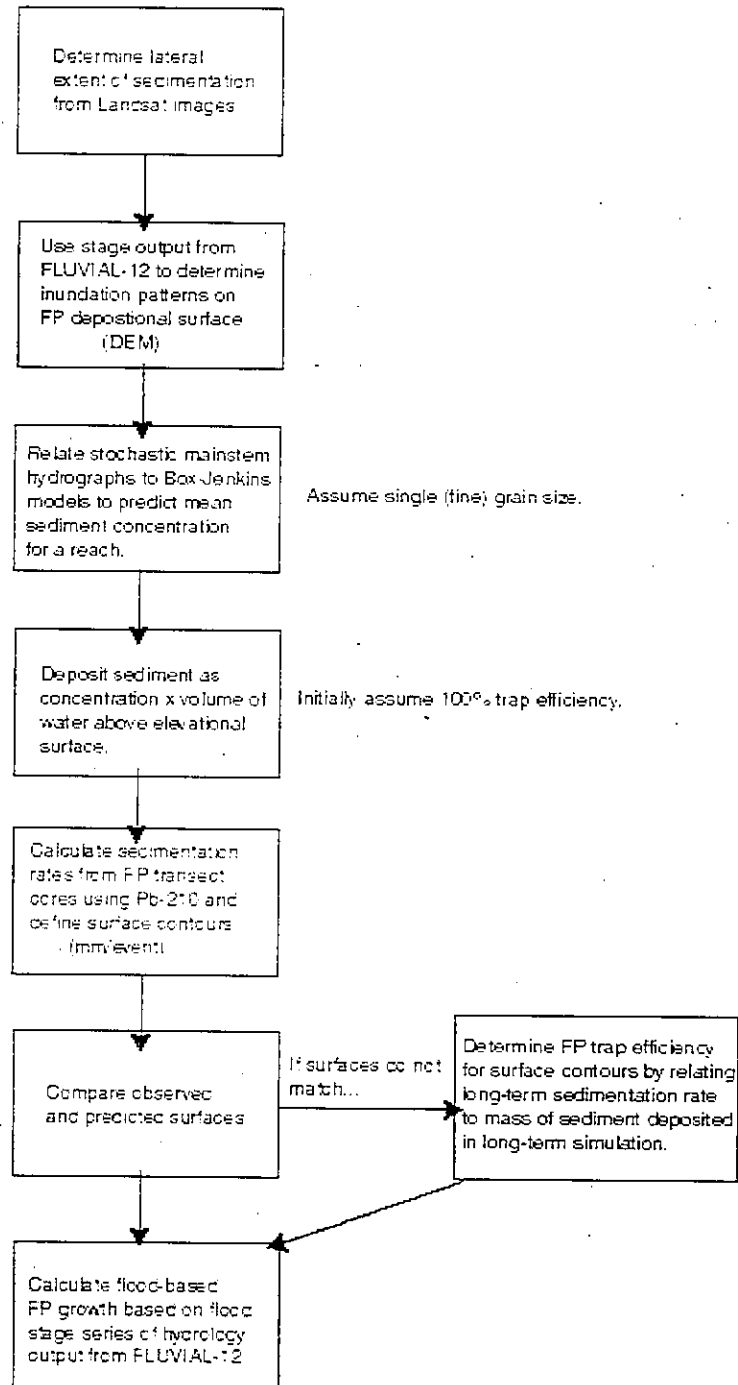 Determine lateral
extent of sedimentation
from Landsat images
Use stage output from
FLUVIAL-12 to determine
inundation patterns on
FP depostional surface
(DEM)
Relate stochastic mainstem
hydrographs to Box-Jenkins
models to predict mean
sediment concentration
for a reach.
Assume single (fine) grain size.
Deposit sediment as
concentration x volume of
water above elevational
surface.
Initially assume 100% trap efficiency.
Calculate sedimentation
rates from FP transect
cores using Pb-210 and
define surface contours
(mm/event)
Compare observed
and predicted surfaces
If surfaces do not
match...
Determine FP trap efficiency
for surface contours by relating
long-term sedimentation rate
to mass of sediment deposited
in long-term simulation.
Calculate flood-based
FP growth based on flood
stage series of hydrology
output from FLUVIAL-12